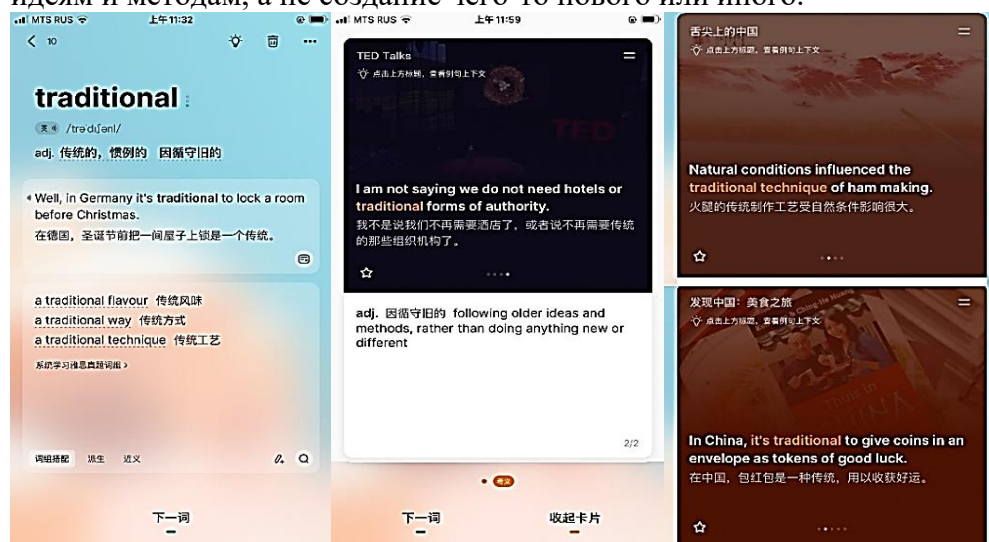 идеям и методам, а не создание чего-то нового или иного.
MTS RUS
上午11:32
10
traditional
英 /trəˈdɪʃənl/
adj. 传统的，惯例的 因循守旧的
Well, in Germany it's traditional to lock a room
before Christmas.
在德国，圣诞节前把一间屋子上锁是一个传统。
a traditional flavour 传统风味
a traditional way 传统方式
a traditional technique 传统工艺
系统学习雅思真题词组 >
词组搭配 派生 近义
下一词
MTS RUS
上午11:59
TED Talks
点击上方标题，查看例句上下文
TED
I am not saying we do not need hotels or
traditional forms of authority.
我不是说我们不再需要酒店了，或者说不再需要传统
的那些组织机构了。
adj. 因循守旧的 following older ideas and
methods, rather than doing anything new or
different
2/2
下一词 收起卡片
舌尖上的中国
点击上方标题，查看例句上下文
Natural conditions influenced the
traditional technique of ham making.
火腿的传统制作工艺受自然条件影响很大。
发现中国：美食之旅
点击上方标题，查看例句上下文
In China, it's traditional to give coins in an
envelope as tokens of good luck.
在中国，包红包是一种传统，用以收获好运。